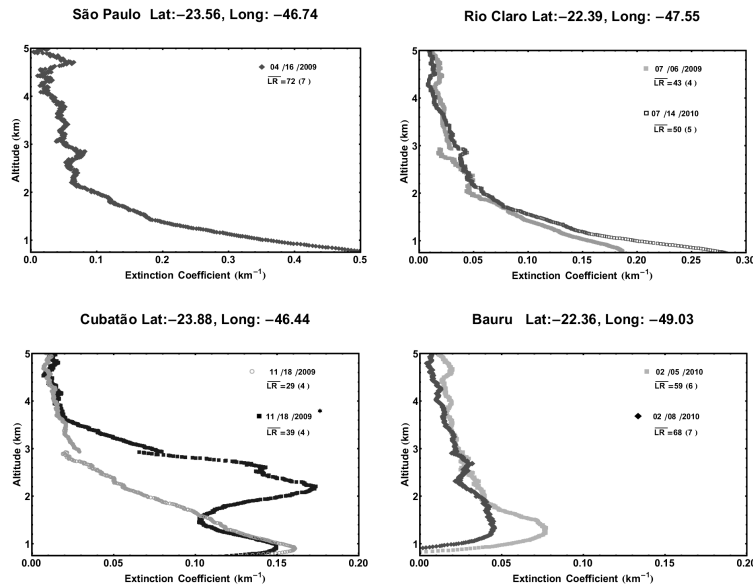 São Paulo Lat:−23.56, Long: −46.74
5
4
3
2
1
Altitude (km)
04 /16 /2009
LR=72 (7)
0.0 0.1 0.2 0.3 0.4 0.5
Extinction Coefficient (km−1)
Rio Claro Lat:−22.39, Long: −47.55
5
4
3
2
1
Altitude (km)
07 /06 /2009
LR=43 (4)
07 /14 /2010
LR=50 (5)
0.00 0.05 0.10 0.15 0.20 0.25 0.30
Extinction Coefficient (km−1)
Cubatão Lat:−23.88, Long: −46.44
5
4
3
2
1
Altitude (km)
11 /18 /2009
LR=29 (4)
11 /18 /2009
LR=39 (4)
0.00 0.05 0.10 0.15 0.20
Extinction Coefficient (km−1)
Bauru Lat:−22.36, Long: −49.03
5
4
3
2
1
Altitude (km)
02 /05 /2010
LR=59 (6)
02 /08 /2010
LR=68 (7)
0.00 0.05 0.10 0.15 0.20
Extinction Coefficient (km−1)